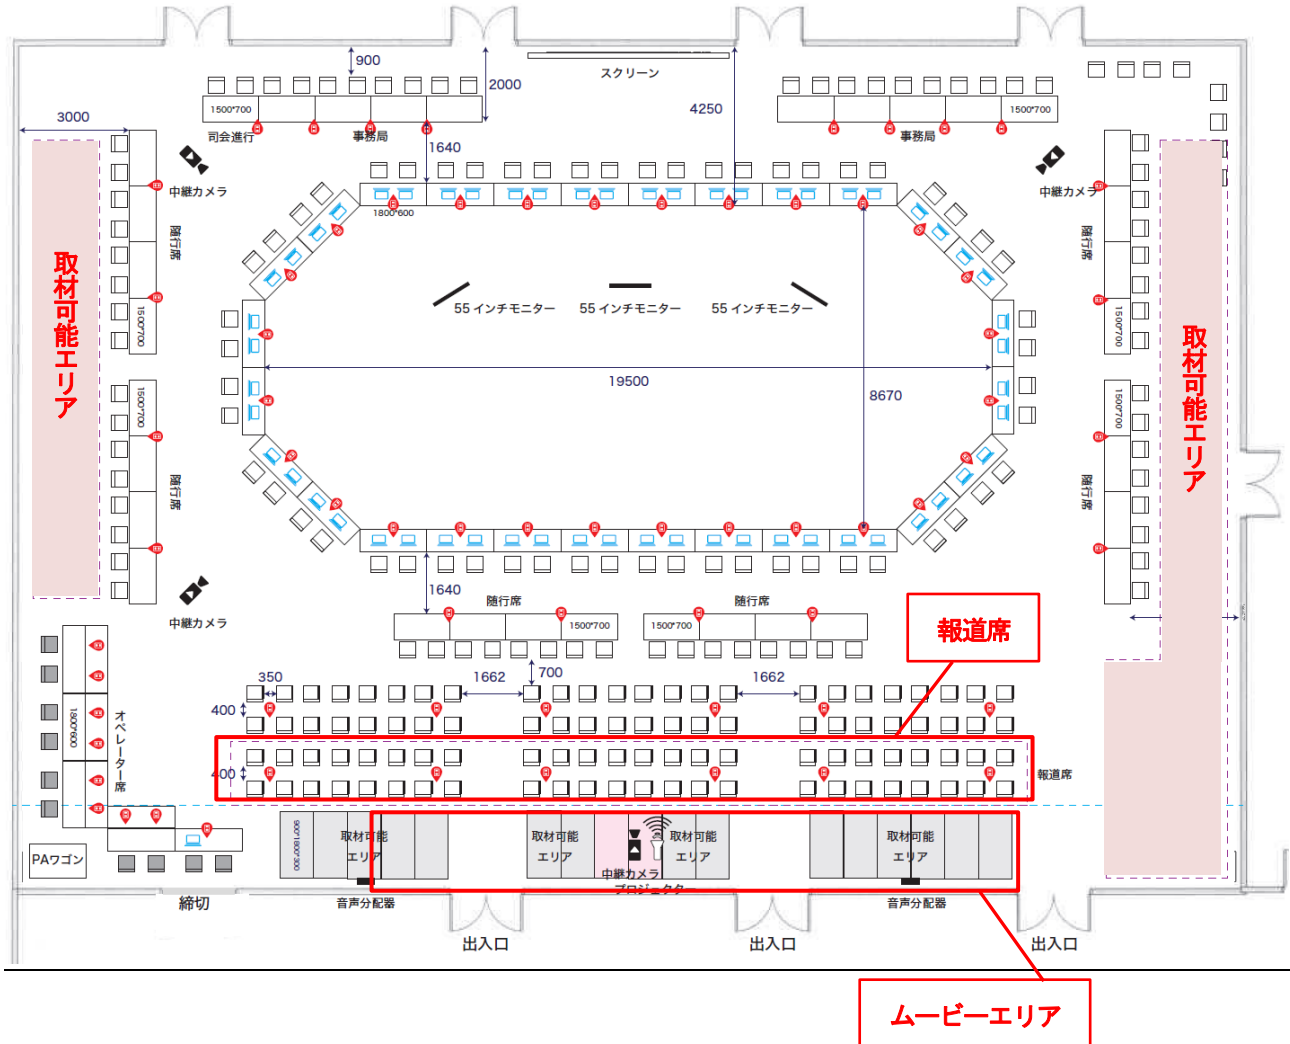 900
2000
スクリーン
4250
1500*700
司会進行
事務局
1500*700
事務局
3000
1640
中継カメラ
中継カメラ
1800*600
随行席
随行席
取材可能エリア
取材可能エリア
55 インチモニター
55 インチモニター
55 インチモニター
1500*700
1500*700
19500
8670
1500*700
1500*700
随行席
随行席
1640
中継カメラ
随行席
随行席
1500*700
1500*700
報道席
700
350
1662
1662
400
400
報道席
オペレーター席
1800*600
900*1800*300
取材可能
エリア
取材可能
エリア
取材可能
エリア
取材可能
エリア
中継カメラ
プロジェクター
PAワゴン
締切
音声分配器
音声分配器
出入口
出入口
出入口
ムービーエリア